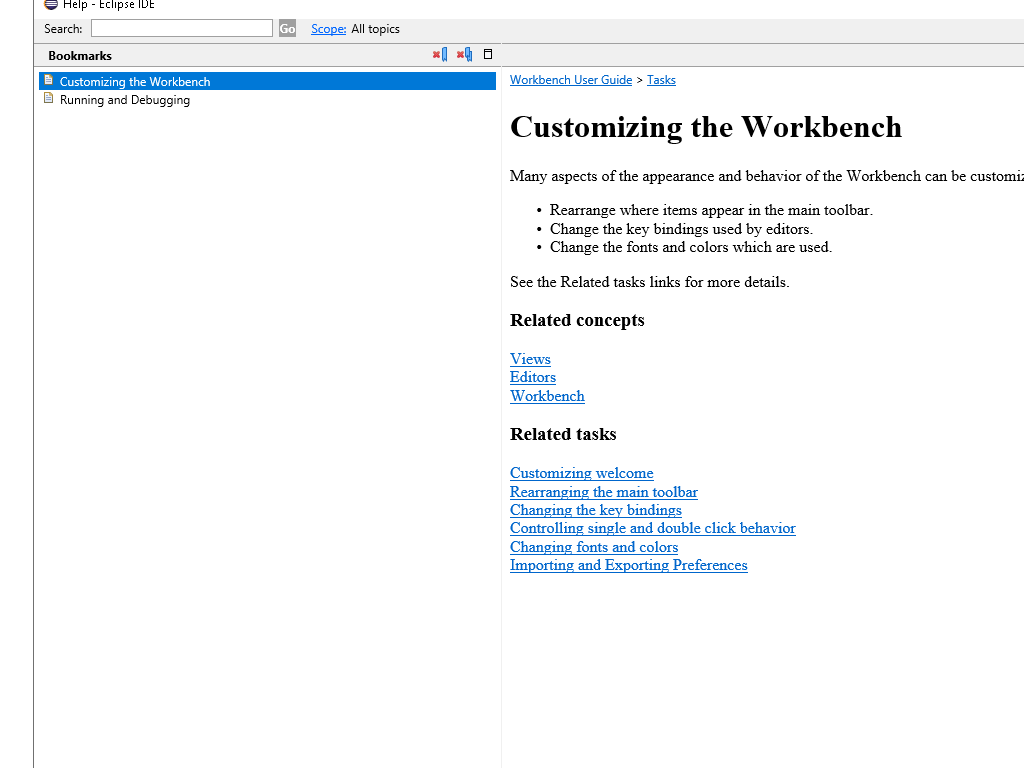 Help - Eclipse IDE
Search: Go Scope: All topics
Bookmarks
Customizing the Workbench
Running and Debugging
Workbench User Guide > Tasks
Customizing the Workbench
Many aspects of the appearance and behavior of the Workbench can be customiz
• Rearrange where items appear in the main toolbar.
• Change the key bindings used by editors.
• Change the fonts and colors which are used.
See the Related tasks links for more details.
Related concepts
Views
Editors
Workbench
Related tasks
Customizing welcome
Rearranging the main toolbar
Changing the key bindings
Controlling single and double click behavior
Changing fonts and colors
Importing and Exporting Preferences